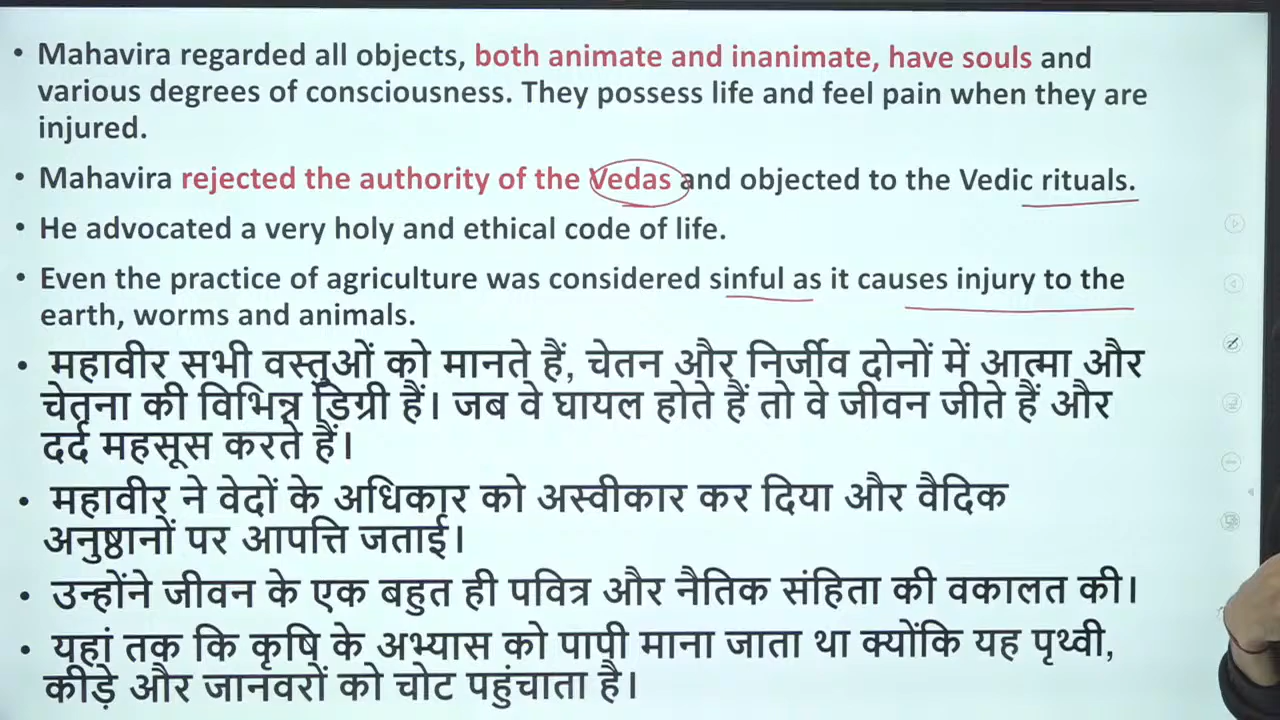 • Mahavira regarded all objects, both animate and inanimate, have souls and
various degrees of consciousness. They possess life and feel pain when they are
injured.
• Mahavira rejected the authority of the Vedas and objected to the Vedic rituals.
• He advocated a very holy and ethical code of life.
• Even the practice of agriculture was considered sinful as it causes injury to the
earth, worms and animals.
• महावीर सभी वस्तुओं को मानते हैं, चेतन और निर्जीव दोनों में आत्मा और
चेतना की विभिन्न डिग्री हैं। जब वे घायल होते हैं तो वे जीवन जीते हैं और
दर्द महसूस करते हैं।
• महावीर ने वेदों के अधिकार को अस्वीकार कर दिया और वैदिक
अनुष्ठानों पर आपत्ति जताई।
• उन्होंने जीवन के एक बहुत ही पवित्र और नैतिक संहिता की वकालत की।
• यहां तक कि कृषि के अभ्यास को पापी माना जाता था क्योंकि यह पृथ्वी,
कीड़े और जानवरों को चोट पहुंचाता है।